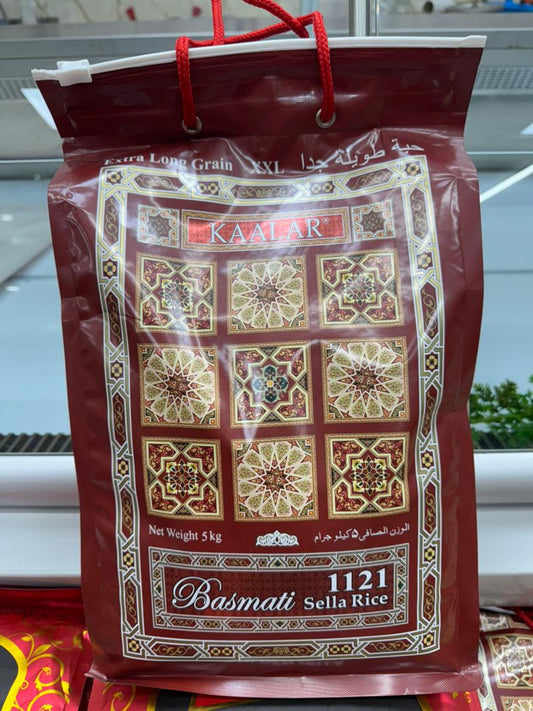 Extra Long Grain XXL حبة طويلة جدا
KAALAR®
Net Weight 5 kg الوزن الصافي ۵ كيلو جرام
Basmati 1121
Sella Rice